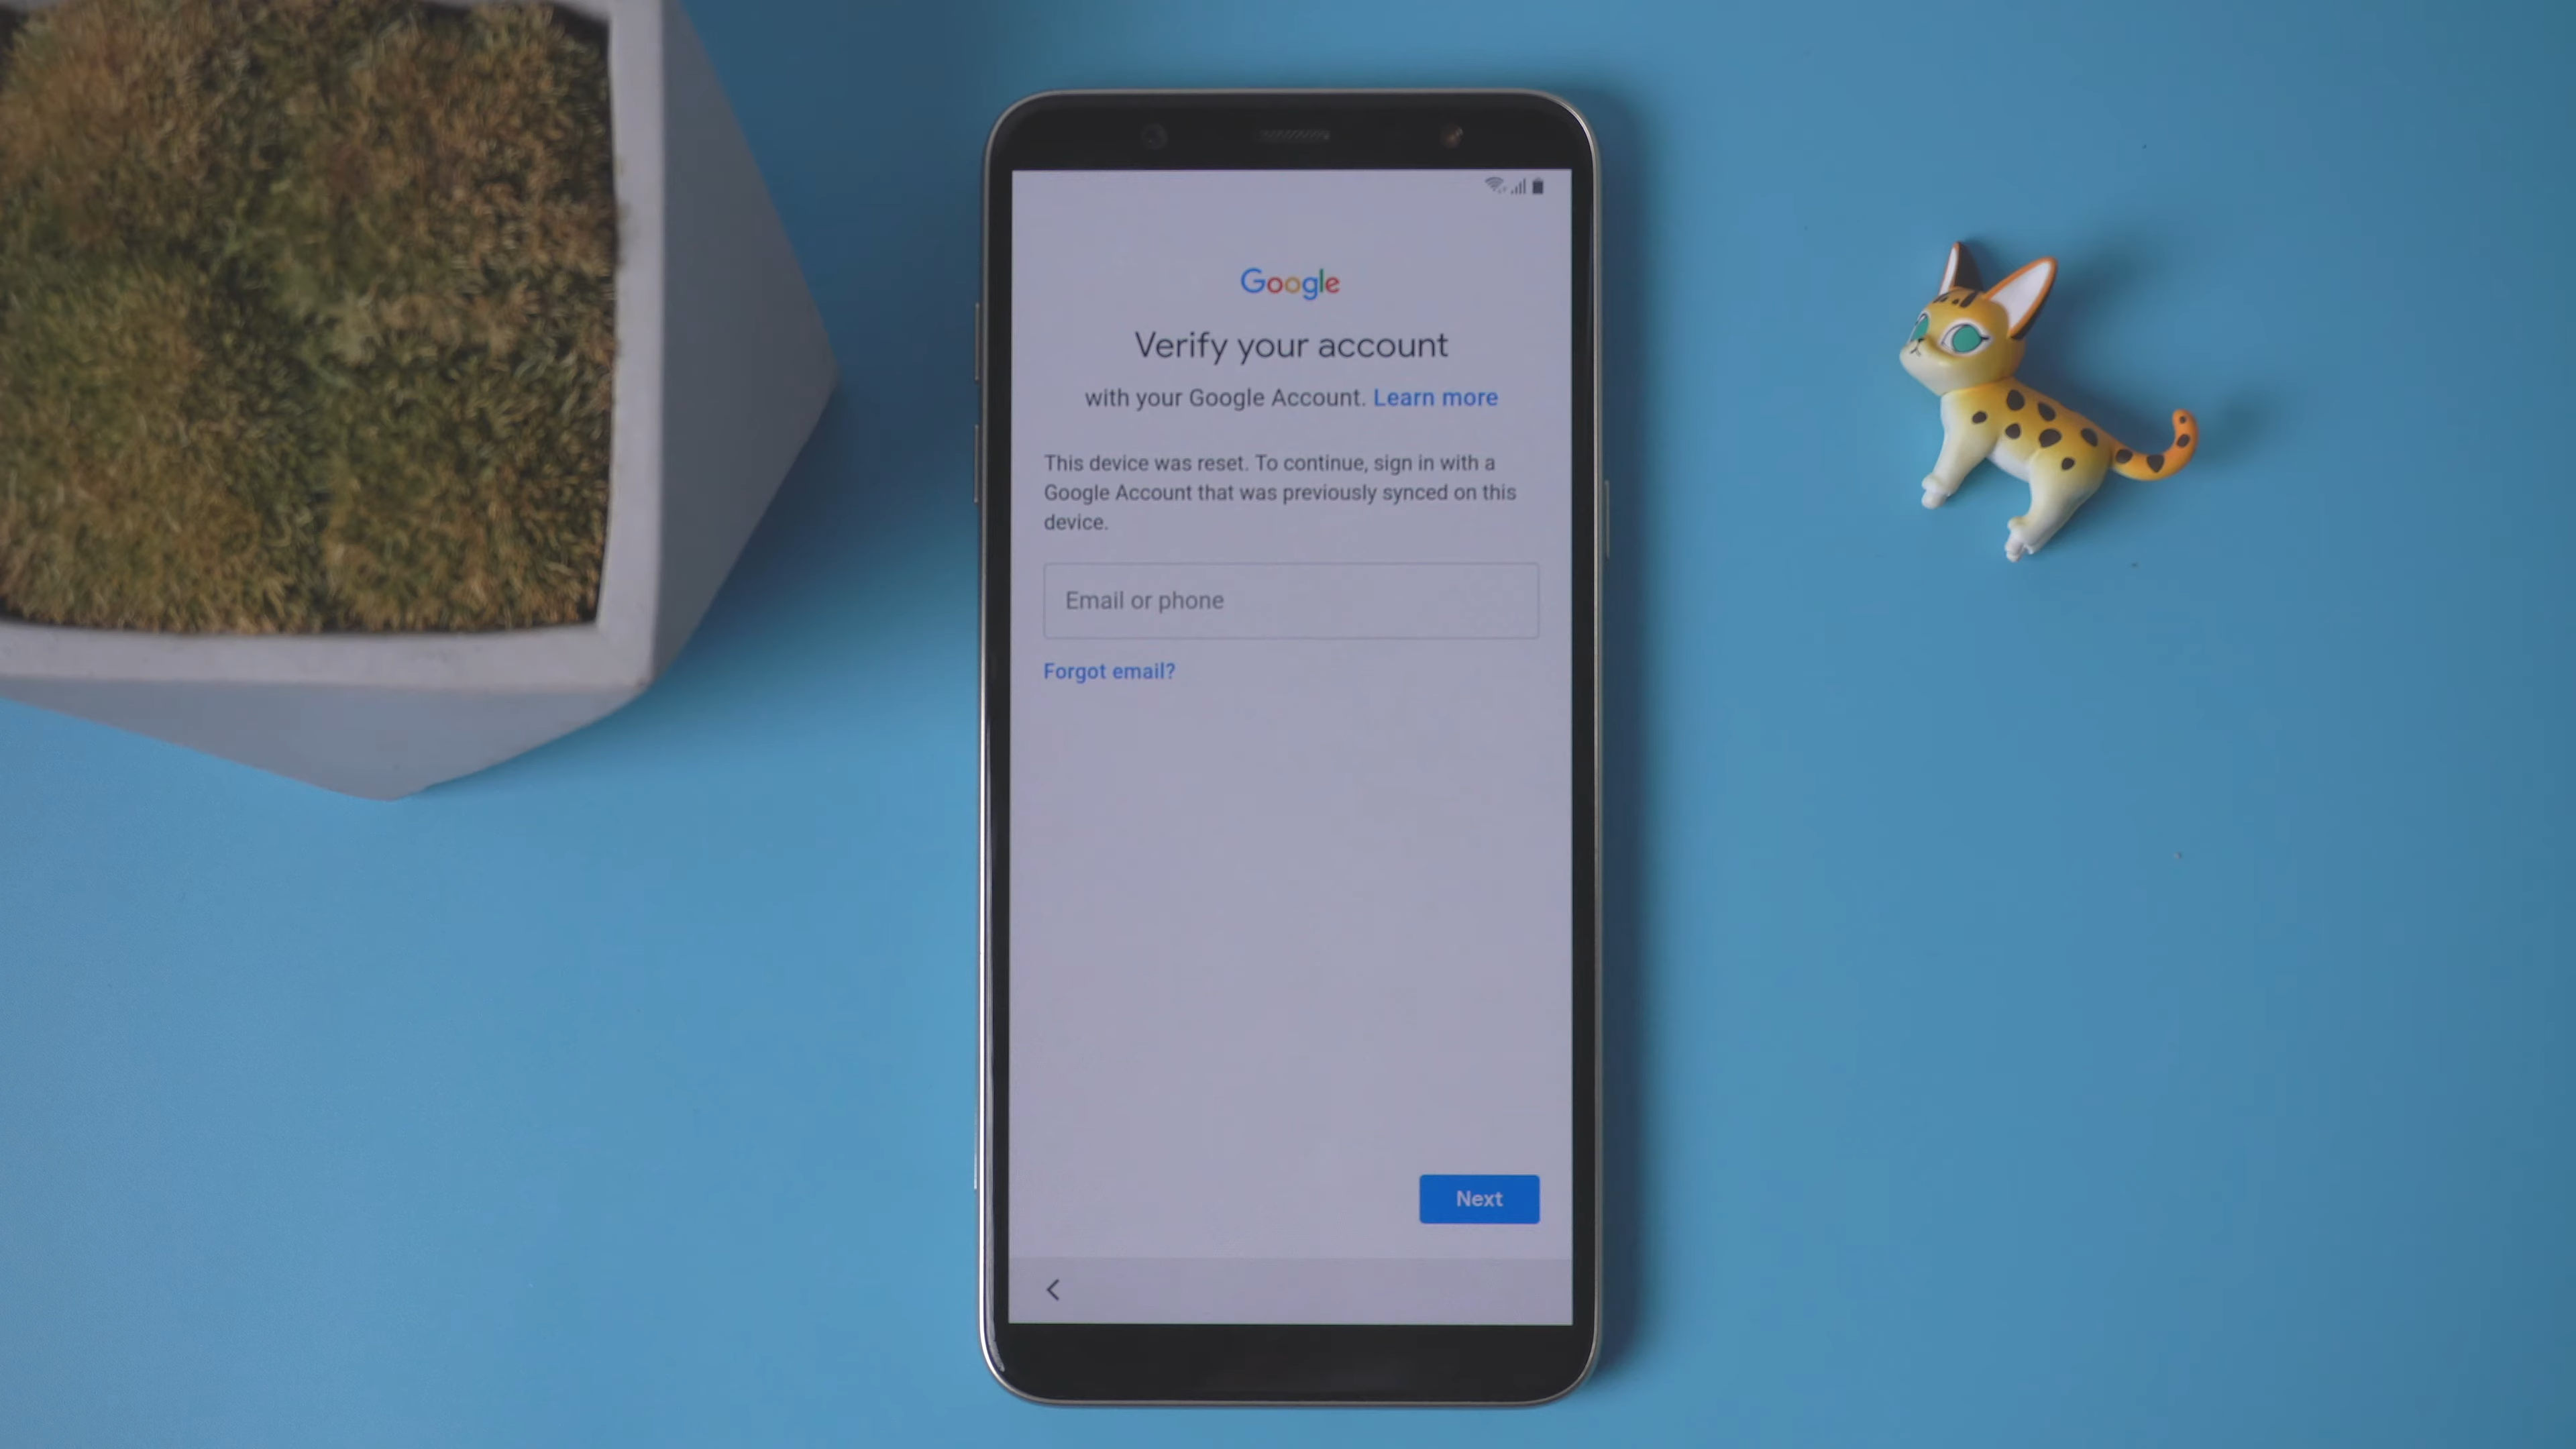 Google
Verify your account
with your Google Account. Learn more
This device was reset. To continue, sign in with a
Google Account that was previously synced on this
device.
Email or phone
Forgot email?
Next